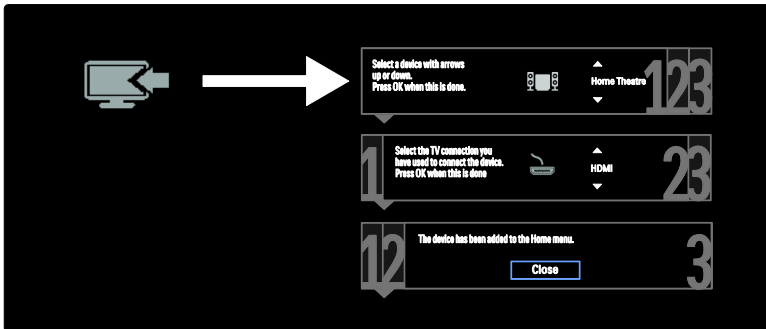 Select a device with arrows
up or down.
Press OK when this is done.
Home Theatre
123
Select the TV connection you
have used to connect the device.
Press OK when this is done
HDMI
1
23
The device has been added to the Home menu.
Close
12
3